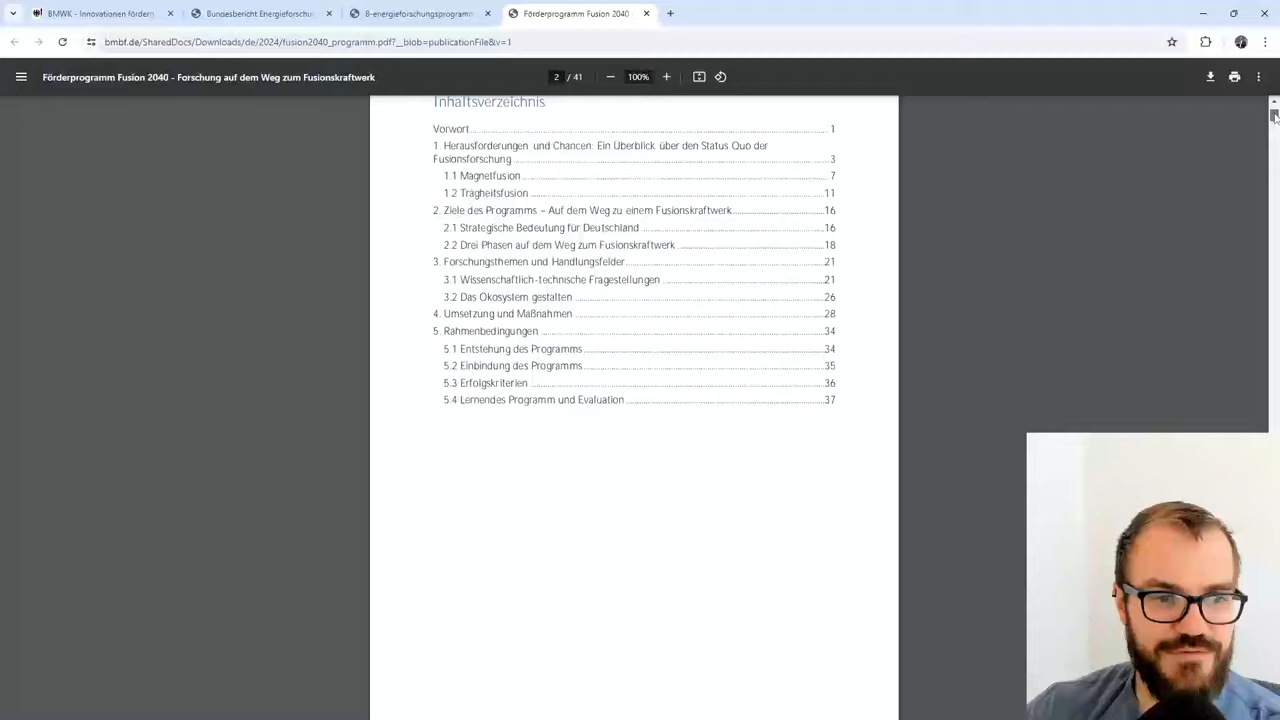 BMWK - Innovationen fördern
Bundesbericht Energieforschu
8-energieforschungsprogramm
Förderprogramm Fusion 2040
bmbf.de/SharedDocs/Downloads/de/2024/fusion2040_programm.pdf?__blob=publicationFile&v=1
Förderprogramm Fusion 2040 - Forschung auf dem Weg zum Fusionskraftwerk
2 / 41
100%
Inhaltsverzeichnis
Vorwort 1
1. Herausforderungen und Chancen: Ein Überblick über den Status Quo der
Fusionsforschung 3
1.1 Magnetfusion 7
1.2 Trägheitsfusion 11
2. Ziele des Programms – Auf dem Weg zu einem Fusionskraftwerk 16
2.1 Strategische Bedeutung für Deutschland 16
2.2 Drei Phasen auf dem Weg zum Fusionskraftwerk 18
3. Forschungsthemen und Handlungsfelder 21
3.1 Wissenschaftlich-technische Fragestellungen 21
3.2 Das Ökosystem gestalten 26
4. Umsetzung und Maßnahmen 28
5. Rahmenbedingungen 34
5.1 Entstehung des Programms 34
5.2 Einbindung des Programms 35
5.3 Erfolgskriterien 36
5.4 Lernendes Programm und Evaluation 37